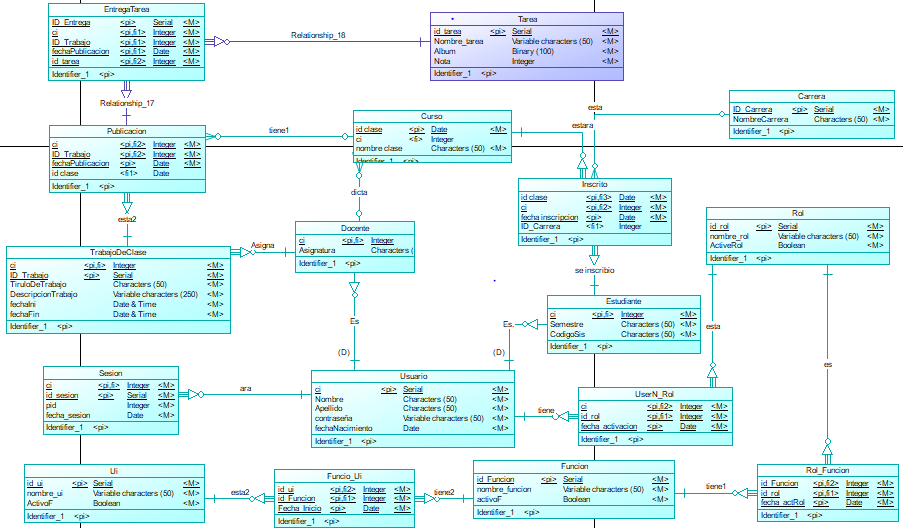 EntregaTarea
ID_Entrega <pi> Serial <M>
ci <pi,fi1> Integer <M>
ID_Trabajo <pi,fi1> Integer <M>
fechaPublicacion <pi,fi1> Date <M>
id_tarea <pi,fi2> Integer <M>
Identifier_1 <pi>
Relationship_18
Tarea
id_tarea <pi> Serial <M>
Nombre_tarea Variable characters (50) <M>
Album Binary (100) <M>
Nota Integer <M>
Identifier_1 <pi>
Relationship_17
esta
Carrera
ID_Carrera <pi> Serial <M>
NombreCarrera Characters (50) <M>
Identifier_1 <pi>
Publicacion
ci <pi,fi2> Integer <M>
ID_Trabajo <pi,fi2> Integer <M>
fechaPublicacion <pi> Date <M>
id clase <fi1> Date
Identifier_1 <pi>
tiene1
Curso
id clase <pi> Date <M>
ci <fi> Integer
nombre clase Characters (50) <M>
Identifier_1 <pi>
estara
dicta
Inscrito
id clase <pi,fi3> Date <M>
ci <pi,fi2> Integer <M>
fecha inscripcion <pi> Date <M>
ID_Carrera <fi1> Integer
Identifier_1 <pi>
esta2
Docente
ci <pi,fi> Integer
Asignatura Characters (
Identifier_1 <pi>
Rol
id_rol <pi> Serial <M>
nombre_rol Variable characters (50) <M>
ActiveRol Boolean <M>
Identifier_1 <pi>
Asigna
TrabajoDeClase
ci <pi,fi> Integer <M>
ID_Trabajo <pi> Serial <M>
TiruloDeTrabajo Characters (50) <M>
DescripcionTrabajo Variable characters (250) <M>
fechaIni Date & Time <M>
fechaFin Date & Time <M>
Identifier_1 <pi>
se inscribio
Estudiante
ci <pi,fi> Integer <M>
Semestre Characters (50) <M>
CodigoSis Characters (50) <M>
Identifier_1 <pi>
Es
Es.
esta
(D)
(D)
es
Sesion
ci <pi,fi> Integer <M>
id_sesion <pi> Serial <M>
pid Integer <M>
fecha_sesion Date <M>
Identifier_1 <pi>
ara
Usuario
ci <pi> Serial <M>
Nombre Characters (50) <M>
Apellido Characters (50) <M>
contraseña Variable characters (50) <M>
fechaNacimiento Date <M>
Identifier_1 <pi>
tiene
UserN_Rol
ci <pi,fi2> Integer <M>
id_rol <pi,fi1> Integer <M>
fecha_activacion <pi> Date <M>
Identifier_1 <pi>
Ui
id_ui <pi> Serial <M>
nombre_ui Variable characters (50) <M>
ActivoF Boolean <M>
Identifier_1 <pi>
esta2
Funcio_Ui
id_ui <pi,fi2> Integer <M>
id_Funcion <pi,fi1> Integer <M>
Fecha_Inicio <pi> Date <M>
Identifier_1 <pi>
tiene2
Funcion
id_Funcion <pi> Serial <M>
nombre_funcion Variable characters (50) <M>
activoF Boolean <M>
Identifier_1 <pi>
tiene1
Rol_Funcion
id_Funcion <pi,fi2> Integer <M>
id_rol <pi,fi1> Integer <M>
fecha_actRol <pi> Date <M>
Identifier_1 <pi>